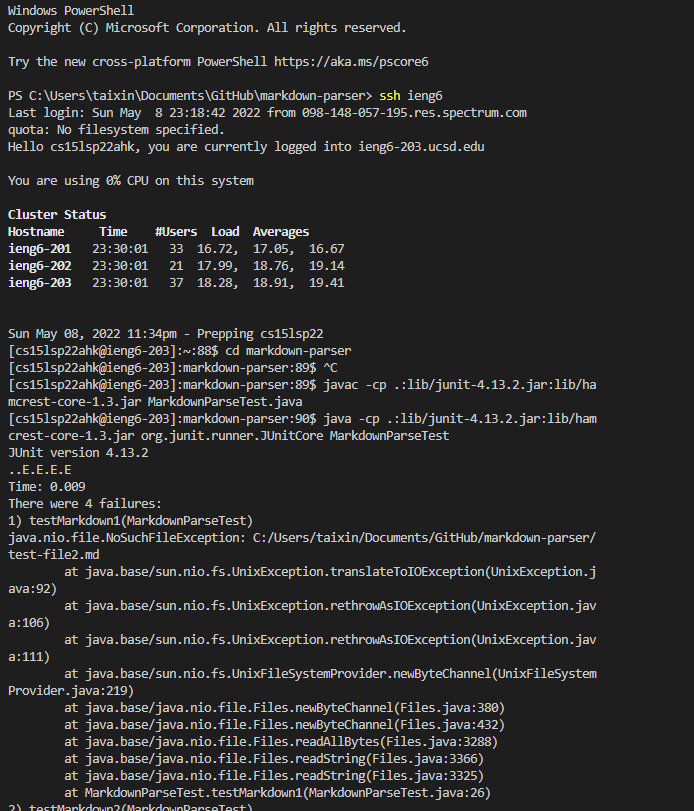 Windows PowerShell
Copyright (C) Microsoft Corporation. All rights reserved.
Try the new cross-platform PowerShell https://aka.ms/pscore6
PS C:\Users\taixin\Documents\GitHub\markdown-parser> ssh ieng6
Last login: Sun May  8 23:18:42 2022 from 098-148-057-195.res.spectrum.com
quota: No filesystem specified.
Hello cs15lsp22ahk, you are currently logged into ieng6-203.ucsd.edu
You are using 0% CPU on this system
Cluster Status
Hostname     Time    #Users  Load  Averages
ieng6-201   23:30:01   33  16.72,  17.05,  16.67
ieng6-202   23:30:01   21  17.99,  18.76,  19.14
ieng6-203   23:30:01   37  18.28,  18.91,  19.41
Sun May 08, 2022 11:34pm - Prepping cs15lsp22
[cs15lsp22ahk@ieng6-203]:~:88$ cd markdown-parser
[cs15lsp22ahk@ieng6-203]:markdown-parser:89$ ^C
[cs15lsp22ahk@ieng6-203]:markdown-parser:89$ javac -cp .:lib/junit-4.13.2.jar:lib/ha
mcrest-core-1.3.jar MarkdownParseTest.java
[cs15lsp22ahk@ieng6-203]:markdown-parser:90$ java -cp .:lib/junit-4.13.2.jar:lib/ham
crest-core-1.3.jar org.junit.runner.JUnitCore MarkdownParseTest
JUnit version 4.13.2
..E.E.E.E
Time: 0.009
There were 4 failures:
1) testMarkdown1(MarkdownParseTest)
java.nio.file.NoSuchFileException: C:/Users/taixin/Documents/GitHub/markdown-parser/
test-file2.md
at java.base/sun.nio.fs.UnixException.translateToIOException(UnixException.j
ava:92)
at java.base/sun.nio.fs.UnixException.rethrowAsIOException(UnixException.jav
a:106)
at java.base/sun.nio.fs.UnixException.rethrowAsIOException(UnixException.jav
a:111)
at java.base/sun.nio.fs.UnixFileSystemProvider.newByteChannel(UnixFileSystem
Provider.java:219)
at java.base/java.nio.file.Files.newByteChannel(Files.java:380)
at java.base/java.nio.file.Files.newByteChannel(Files.java:432)
at java.base/java.nio.file.Files.readAllBytes(Files.java:3288)
at java.base/java.nio.file.Files.readString(Files.java:3366)
at java.base/java.nio.file.Files.readString(Files.java:3325)
at MarkdownParseTest.testMarkdown1(MarkdownParseTest.java:26)
2) testMarkdown2(MarkdownParseTest)